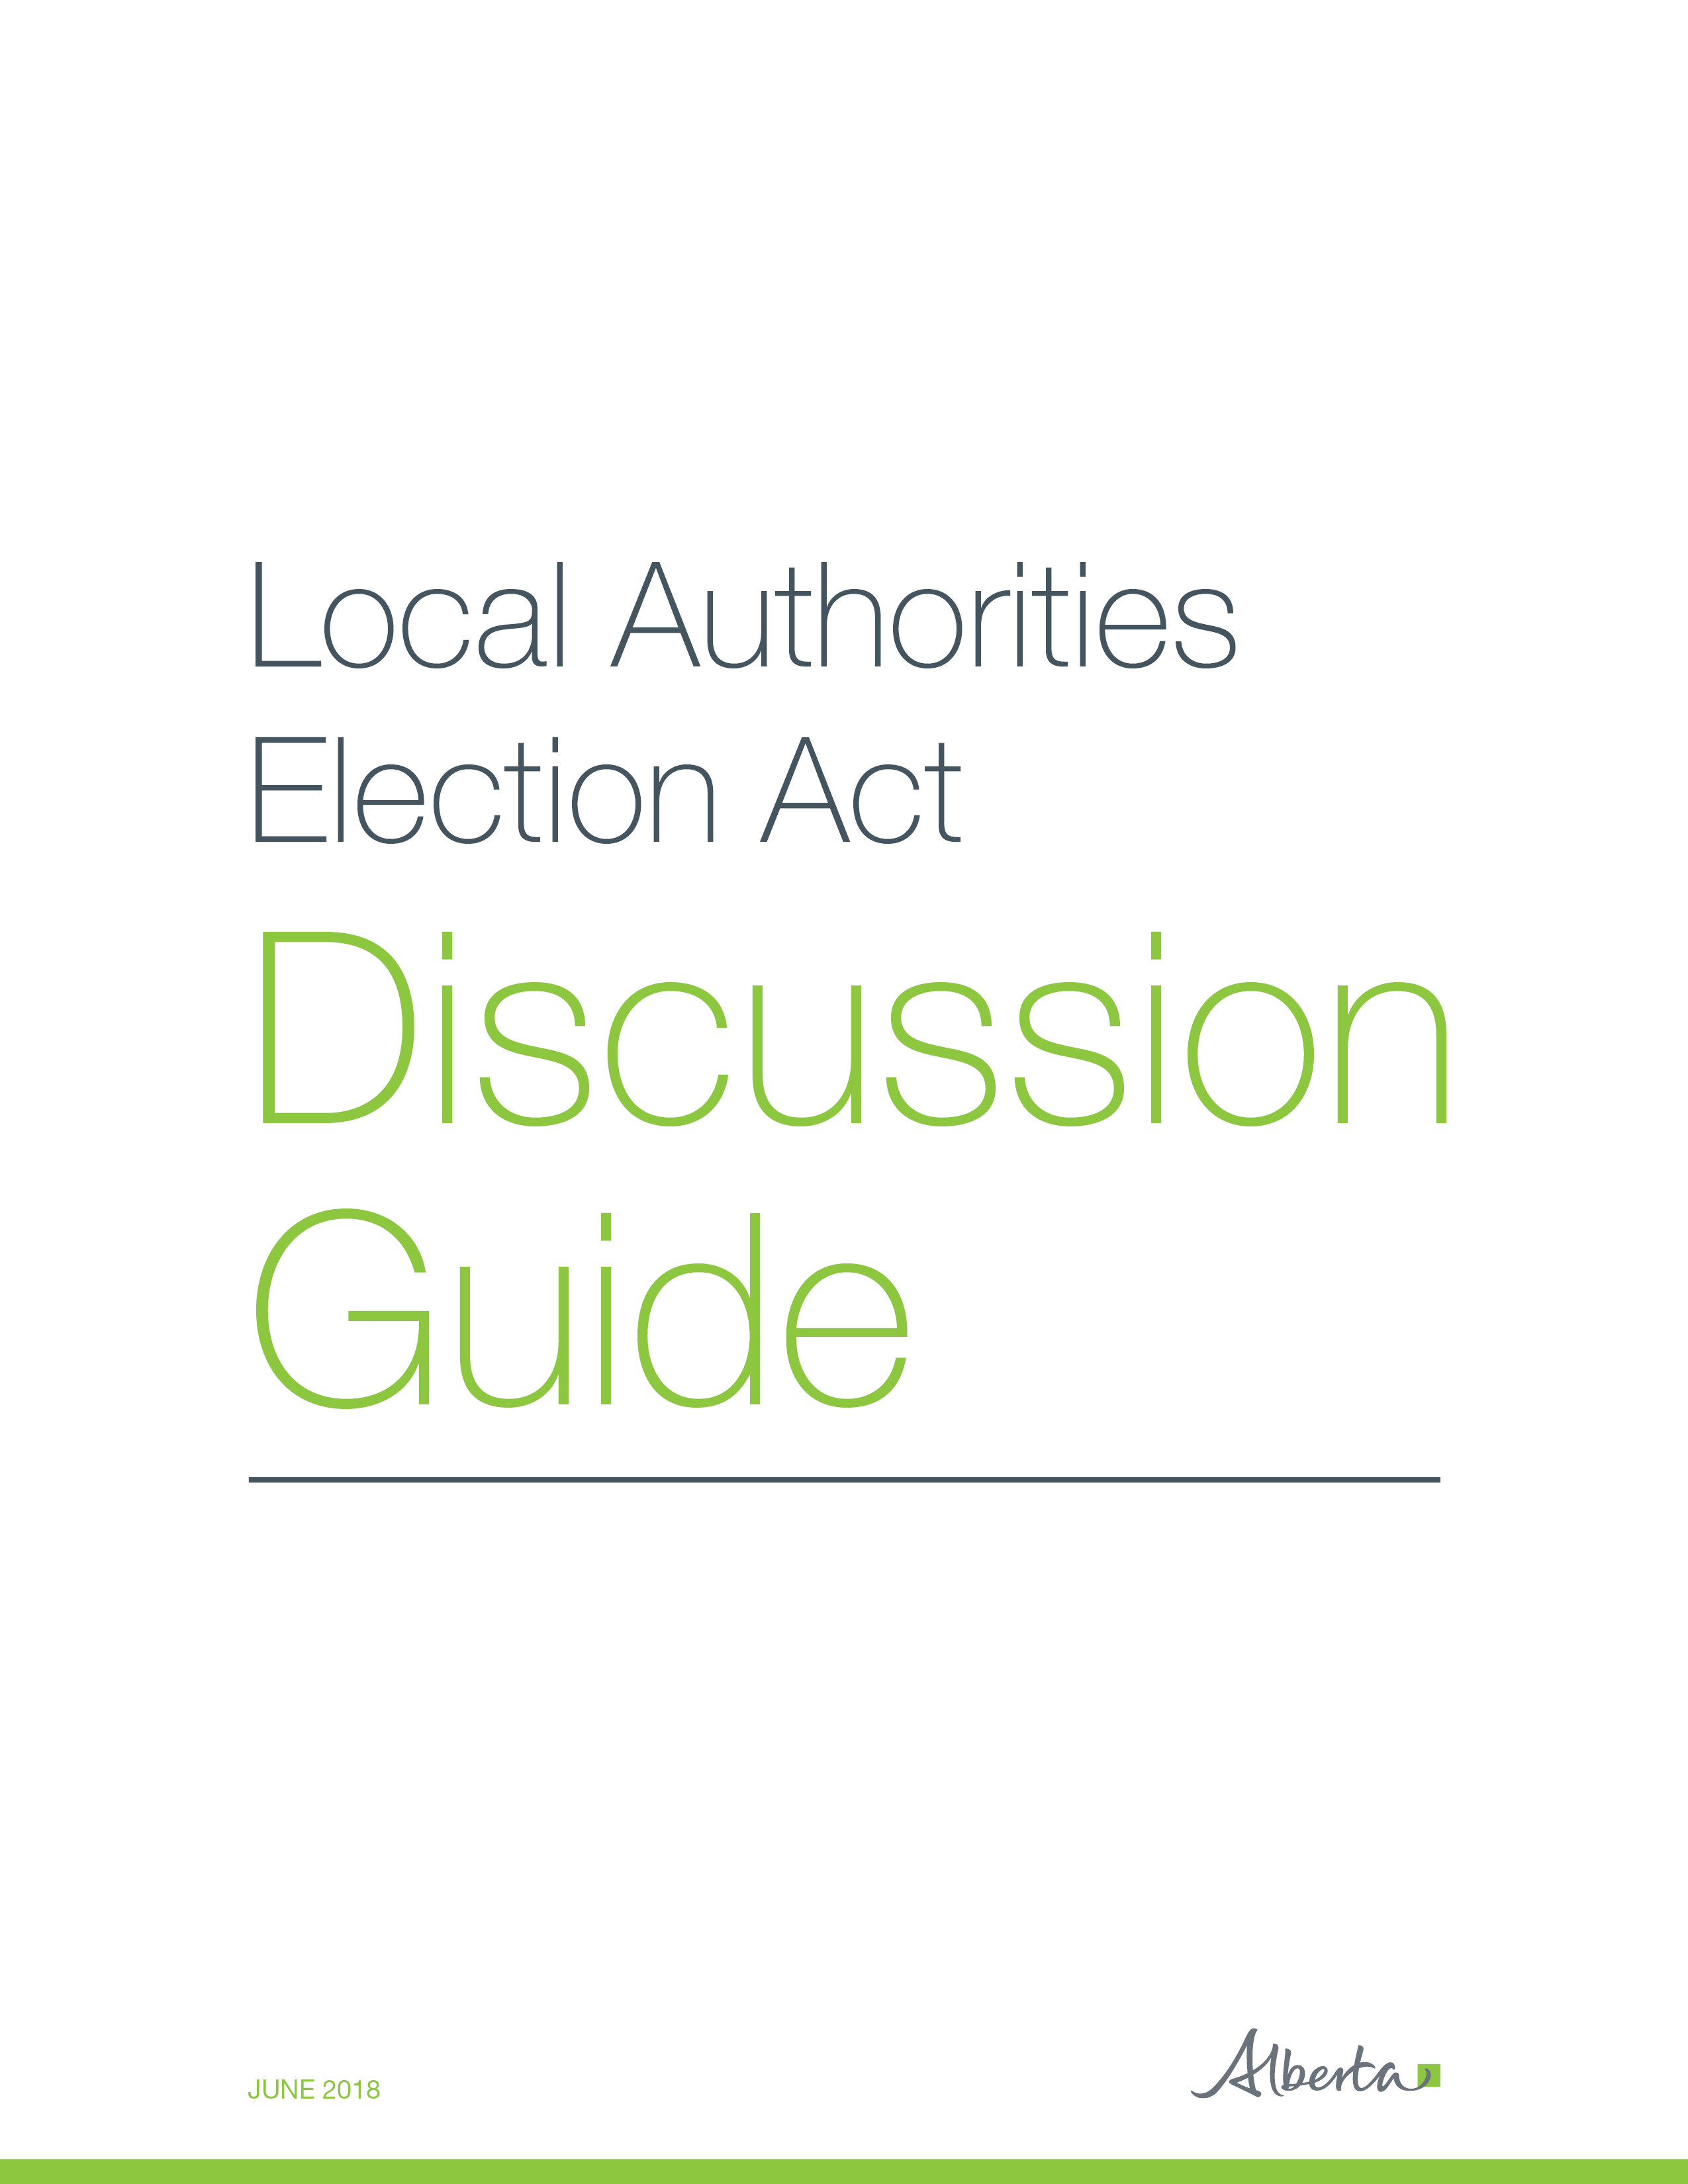 Local Authorities
Election Act
Discussion
Guide
JUNE 2018
Alberta